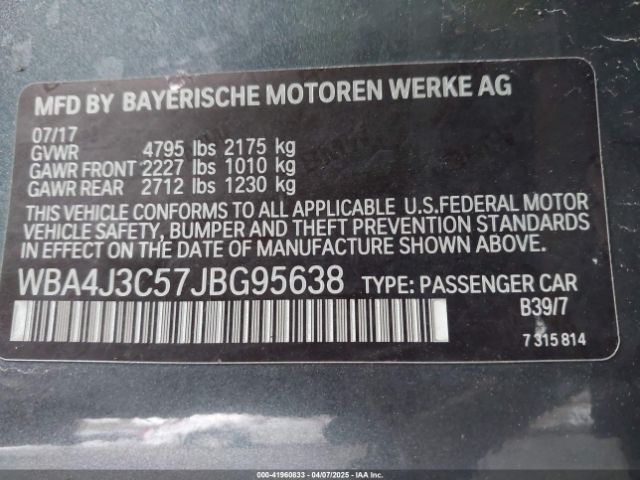 MFD BY BAYERISCHE MOTOREN WERKE AG
07/17
GVWR 4795 lbs 2175 kg
GAWR FRONT 2227 lbs 1010 kg
GAWR REAR 2712 lbs 1230 kg
THIS VEHICLE CONFORMS TO ALL APPLICABLE U.S.FEDERAL MOTOR
VEHICLE SAFETY, BUMPER AND THEFT PREVENTION STANDARDS
IN EFFECT ON THE DATE OF MANUFACTURE SHOWN ABOVE.
WBA4J3C57JBG95638 TYPE: PASSENGER CAR
B39/7
7 315 814
000-41960833 - 04/07/2025 - IAA Inc.